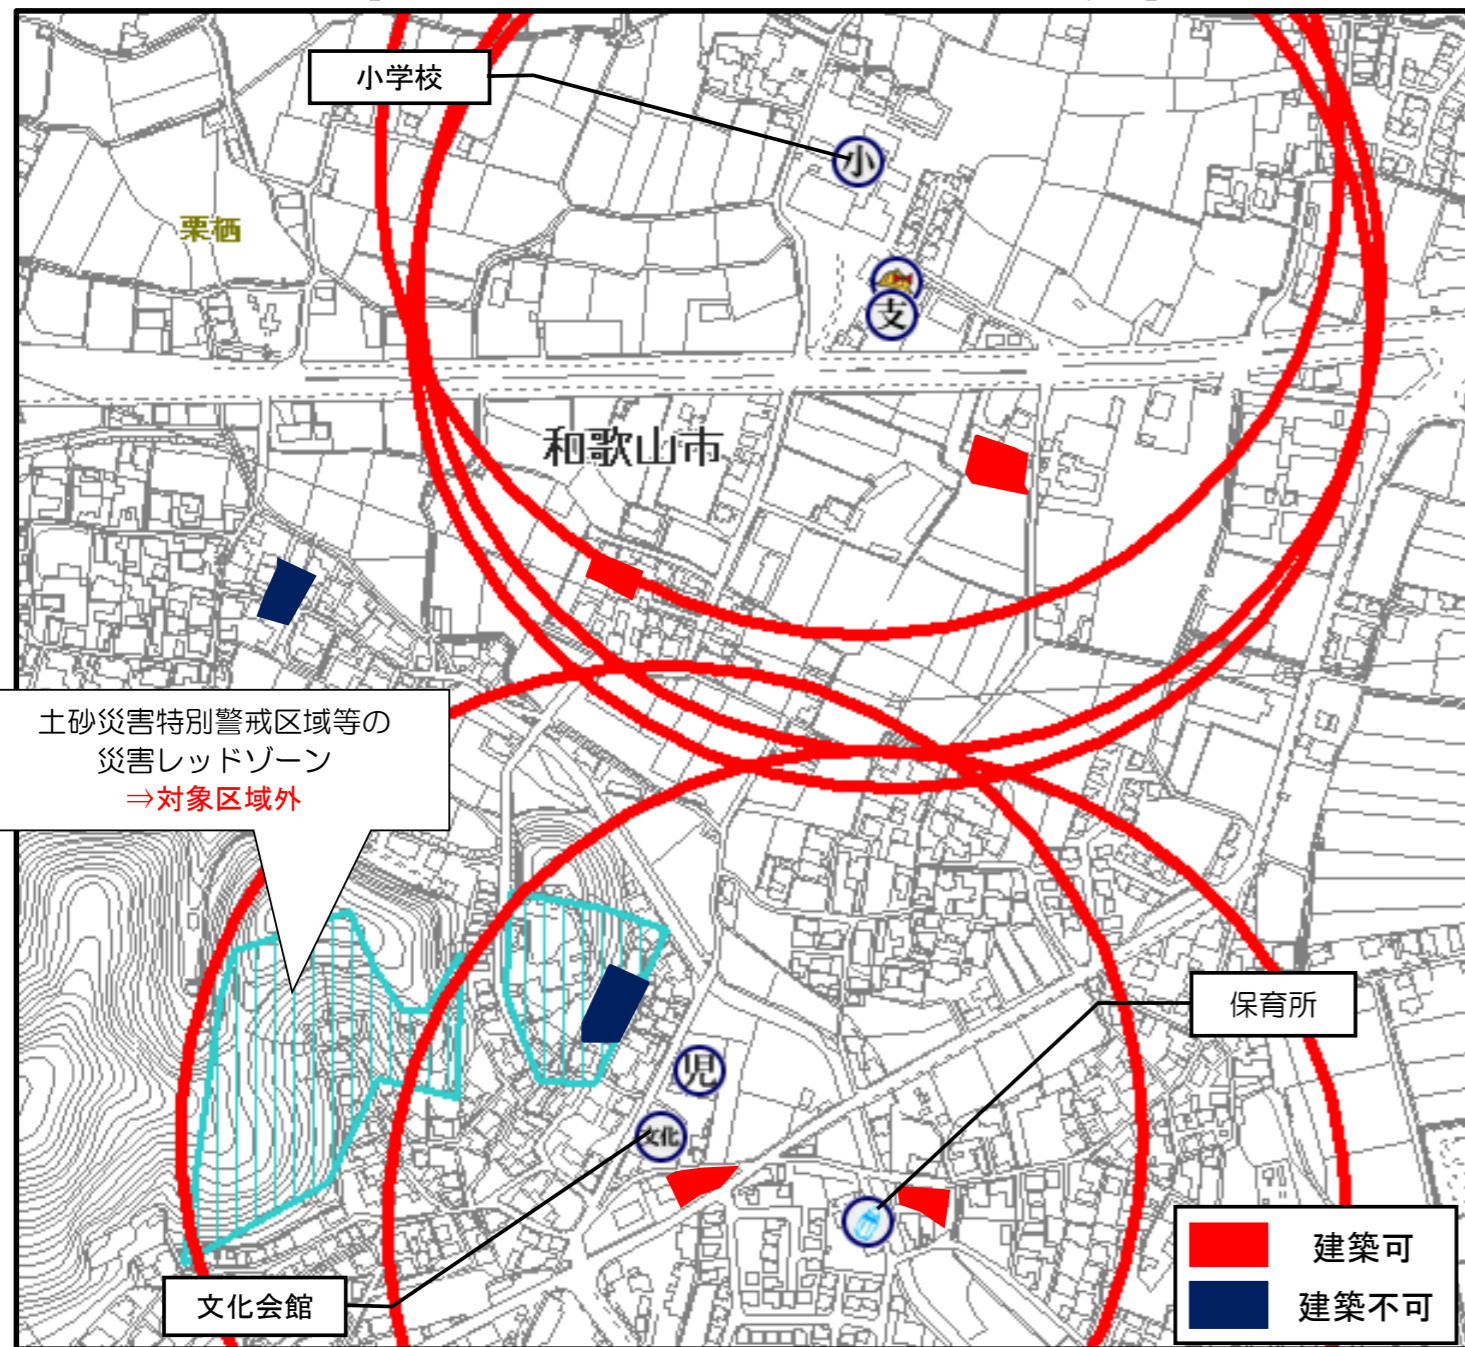 小学校
小
栗栖
支
和歌山市
土砂災害特別警戒区域等の
災害レッドゾーン
⇒対象区域外
保育所
児
文化
文化会館
建築可
建築不可